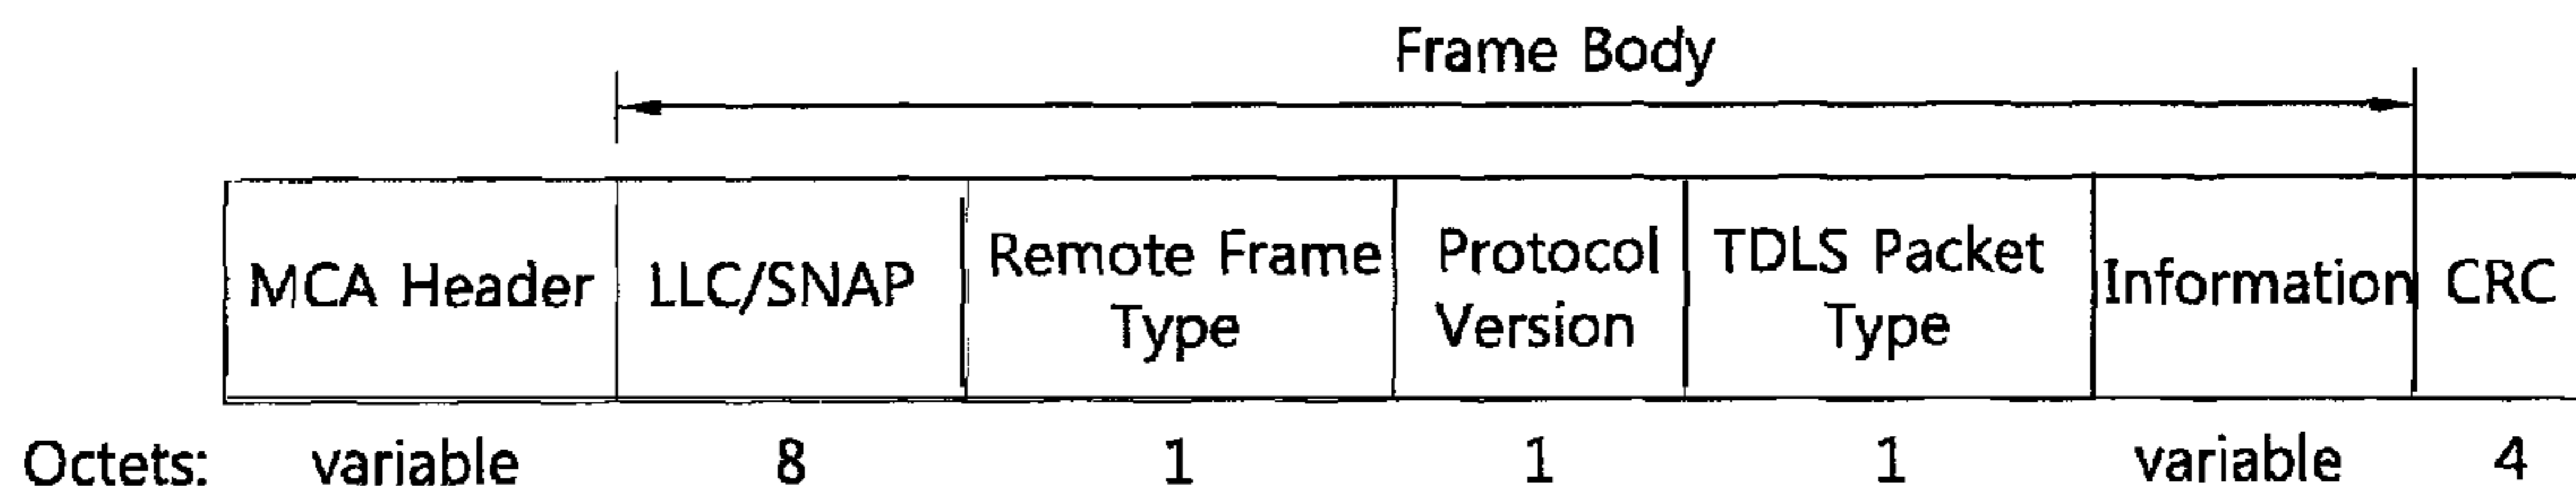 Frame Body
MCA Header
LLC/SNAP
Remote Frame
Type
Protocol
Version
TDLS Packet
Type
Information
CRC
Octets: variable 8 1 1 1 variable 4